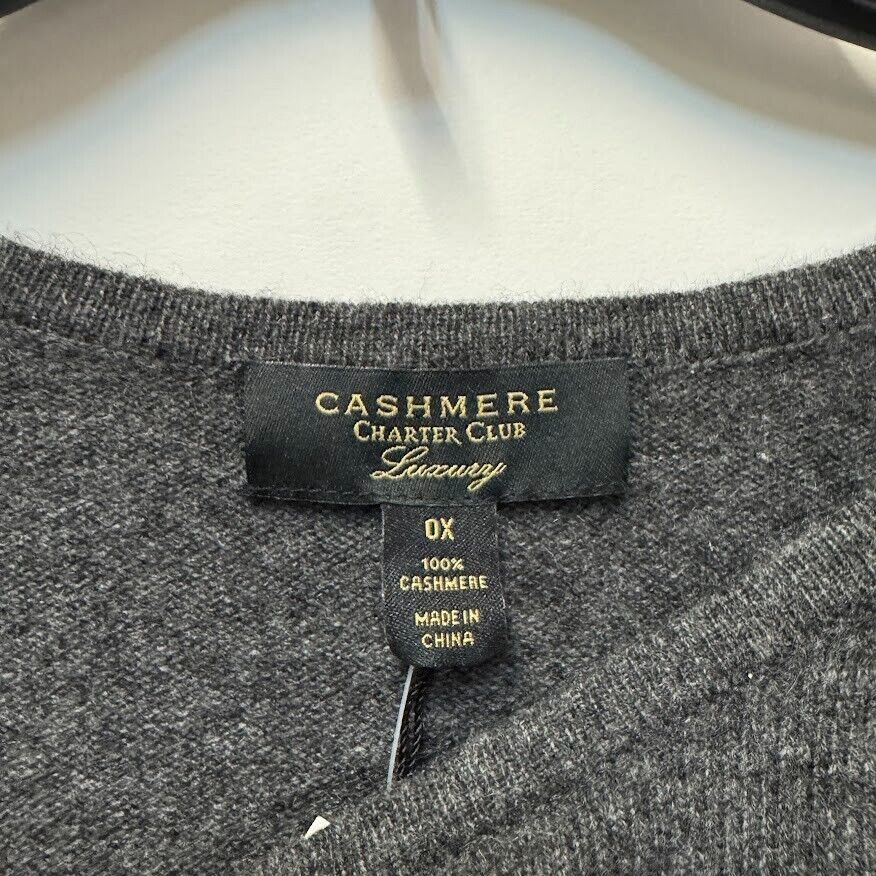 CASHMERE
CHARTER CLUB
Luxury
0X
100%
CASHMERE
MADE IN
CHINA